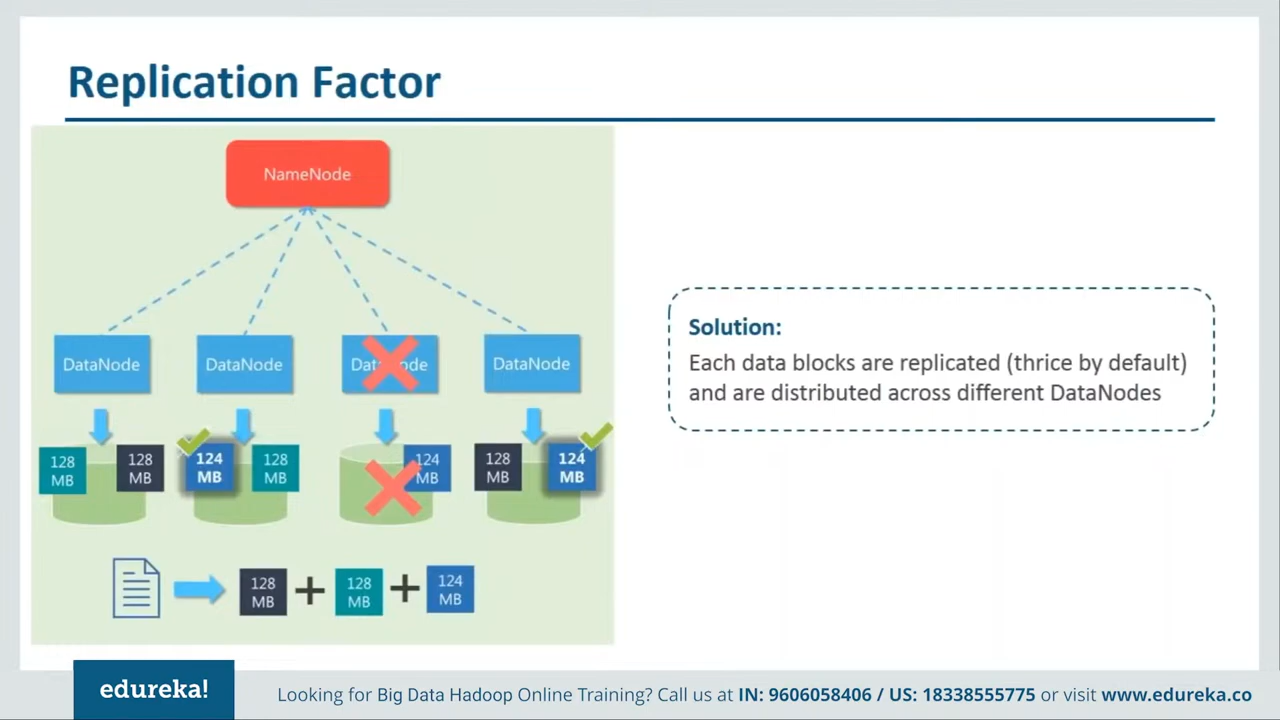 Replication Factor
NameNode
DataNode
DataNode
DataNode
DataNode
128
MB
128
MB
124
MB
128
MB
124
MB
128
MB
124
MB
Solution:
Each data blocks are replicated (thrice by default)
and are distributed across different DataNodes
128
MB
+
128
MB
+
124
MB
edureka!
Looking for Big Data Hadoop Online Training? Call us at IN: 9606058406 / US: 18338555775 or visit www.edureka.co